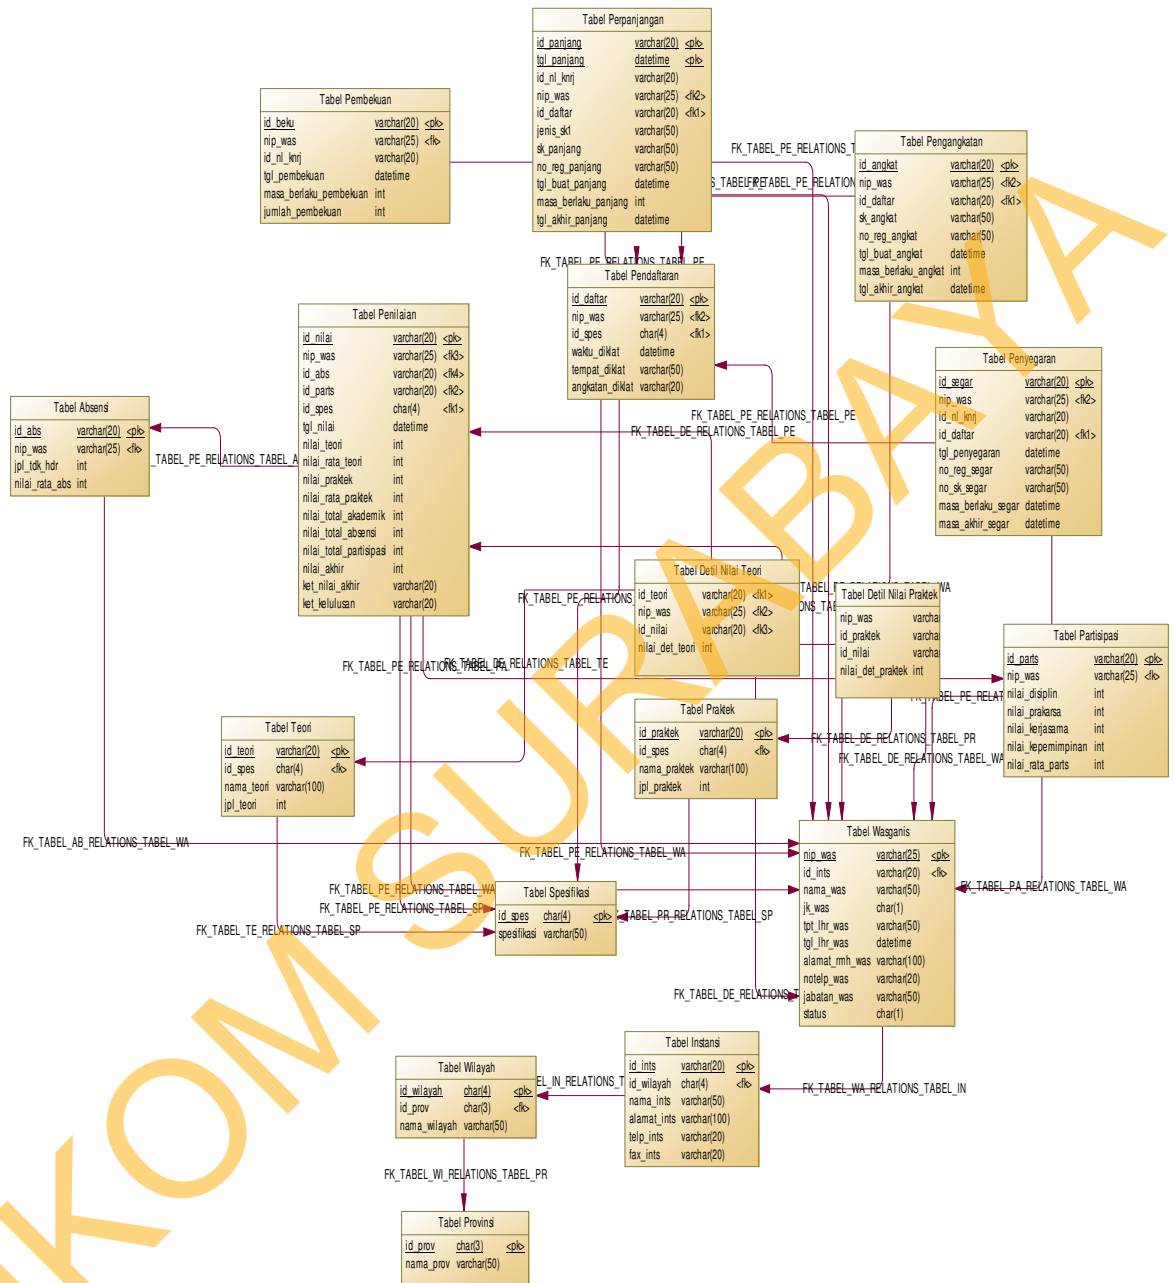 Tabel Perpanjangan
id_panjang varchar(20) <pk>
tgl_panjang datetime <pk>
id_nl_knrj varchar(20)
nip_was varchar(25) <fk2>
id_daftar varchar(20) <fk1>
jenis_sk1 varchar(50)
sk_panjang varchar(50)
no_reg_panjang varchar(50)
tgl_buat_panjang datetime
masa_berlaku_panjang int
tgl_akhir_panjang datetime
Tabel Pembekuan
id_beku varchar(20) <pk>
nip_was varchar(25) <fk>
id_nl_knrj varchar(20)
tgl_pembekuan datetime
masa_berlaku_pembekuan int
jumlah_pembekuan int
FK_TABEL_PE_RELATIONS_T
Tabel Pengangkatan
id_angkat varchar(20) <pk>
nip_was varchar(25) <fk2>
id_daftar varchar(20) <fk1>
sk_angkat varchar(50)
no_reg_angkat varchar(50)
tgl_buat_angkat datetime
masa_berlaku_angkat int
tgl_akhir_angkat datetime
FK_TABEL_PE_RELATIONS_TABEL_PE
Tabel Pendaftaran
id_daftar varchar(20) <pk>
nip_was varchar(25) <fk2>
id_spes char(4) <fk1>
waktu_diklat datetime
tempat_diklat varchar(50)
angkatan_diklat varchar(20)
Tabel Penilaian
id_nilai varchar(20) <pk>
nip_was varchar(25) <fk3>
id_abs varchar(20) <fk4>
id_parts varchar(20) <fk2>
id_spes char(4) <fk1>
tgl_nilai datetime
nilai_teori int
nilai_rata_teori int
nilai_praktek int
nilai_rata_praktek int
nilai_total_akademik int
nilai_total_absensi int
nilai_total_partisipasi int
nilai_akhir int
ket_nilai_akhir varchar(20)
ket_kelulusan varchar(20)
Tabel Penyegaran
id_segar varchar(20) <pk>
nip_was varchar(25) <fk2>
id_nl_knrj varchar(20)
id_daftar varchar(20) <fk1>
tgl_penyegaran datetime
no_reg_segar varchar(50)
no_sk_segar varchar(50)
masa_berlaku_segar datetime
masa_akhir_segar datetime
Tabel Absensi
id_abs varchar(20) <pk>
nip_was varchar(25) <fk>
jpl_tdk_hdr int
nilai_rata_abs int
_TABEL_PE_RELATIONS_TABEL_A
FK_TABEL_PE_RELATIONS_TABEL_PE
FK_TABEL_DE_RELATIONS_TABEL_PE
Tabel Detil Nilai Teori
id_teori varchar(20) <fk1>
nip_was varchar(25) <fk2>
id_nilai varchar(20) <fk3>
nilai_det_teori int
FK_TABEL_PE_RELATIONS_
Tabel Detil Nilai Praktek
nip_was varcha
id_praktek varcha
id_nilai varcha
nilai_det_praktek int
Tabel Partisipasi
id_parts varchar(20) <pk>
nip_was varchar(25) <fk>
nilai_disiplin int
nilai_prakarsa int
nilai_kerjasama int
nilai_kepemimpinan int
nilai_rata_parts int
FK_TABEL_PE_RELATIONS_TABEL_PA
FK_TABEL_DE_RELATIONS_TABEL_TE
_TABEL_PE_RELAT
Tabel Teori
id_teori varchar(20) <pk>
id_spes char(4) <fk>
nama_teori varchar(100)
jpl_teori int
Tabel Praktek
id_praktek varchar(20) <pk>
id_spes char(4) <fk>
nama_praktek varchar(100)
jpl_praktek int
FK_TABEL_DE_RELATIONS_TABEL_PR
FK_TABEL_DE_RELATIONS_TABEL_WA
Tabel Wasganis
nip_was varchar(25) <pk>
id_ints varchar(20) <fk>
nama_was varchar(50)
jk_was char(1)
tpt_lhr_was varchar(50)
tgl_lhr_was datetime
alamat_rmh_was varchar(100)
notelp_was varchar(20)
jabatan_was varchar(50)
status char(1)
FK_TABEL_AB_RELATIONS_TABEL_WA
FK_TABEL_PE_RELATIONS_TABEL_WA
FK_TABEL_PE_RELATIONS_TABEL_WA
FK_TABEL_PE_RELATIONS_TABEL_SP
FK_TABEL_TE_RELATIONS_TABEL_SP
FK_TABEL_PA_RELATIONS_TABEL_WA
Tabel Spesifikasi
id_spes char(4) <pk>
spesifikasi varchar(50)
_TABEL_PR_RELATIONS_TABEL_SP
FK_TABEL_DE_RELATIONS_T
Tabel Instansi
id_ints varchar(20) <pk>
id_wilayah char(4) <fk>
nama_ints varchar(50)
alamat_ints varchar(100)
telp_ints varchar(20)
fax_ints varchar(20)
FK_TABEL_WA_RELATIONS_TABEL_IN
Tabel Wilayah
id_wilayah char(4) <pk>
id_prov char(3) <fk>
nama_wilayah varchar(50)
EL_IN_RELATIONS_T
FK_TABEL_WI_RELATIONS_TABEL_PR
Tabel Provinsi
id_prov char(3) <pk>
nama_prov varchar(50)
KOM SURABAYA